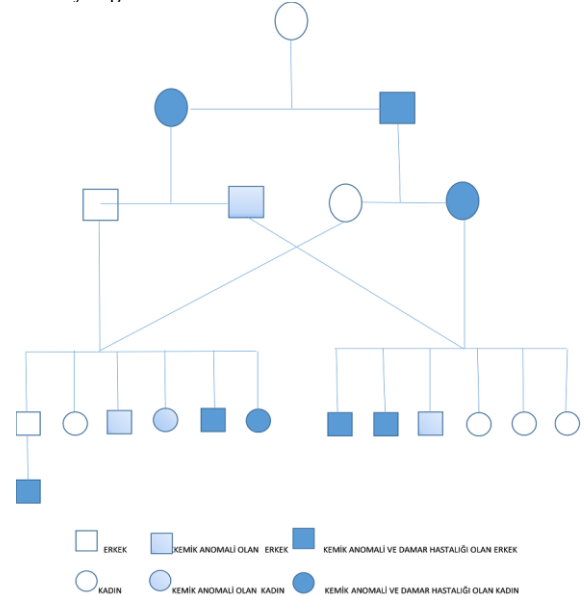 ERKEK KEMİK ANOMALİ OLAN ERKEK KEMİK ANOMALİ VE DAMAR HASTALIĞI OLAN ERKEK
KADIN KEMİK ANOMALİ OLAN KADIN KEMİK ANOMALİ VE DAMAR HASTALIĞI OLAN KADIN